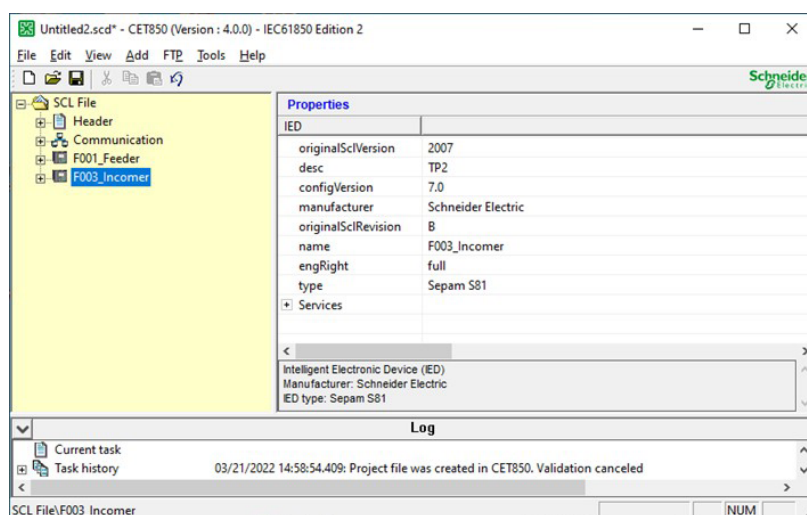 Untitled2.scd* - CET850 (Version : 4.0.0) - IEC61850 Edition 2
File Edit View Add FTP Tools Help
Schneide
Electric
SCL File
Header
Communication
F001_Feeder
F003_Incomer
Properties
IED
originalSclVersion 2007
desc TP2
configVersion 7.0
manufacturer Schneider Electric
originalSclRevision B
name F003_Incomer
engRight full
type Sepam S81
Services
Intelligent Electronic Device (IED)
Manufacturer: Schneider Electric
IED type: Sepam S81
Log
Current task
Task history 03/21/2022 14:58:54.409: Project file was created in CET850. Validation canceled
SCL File\F003_Incomer NUM